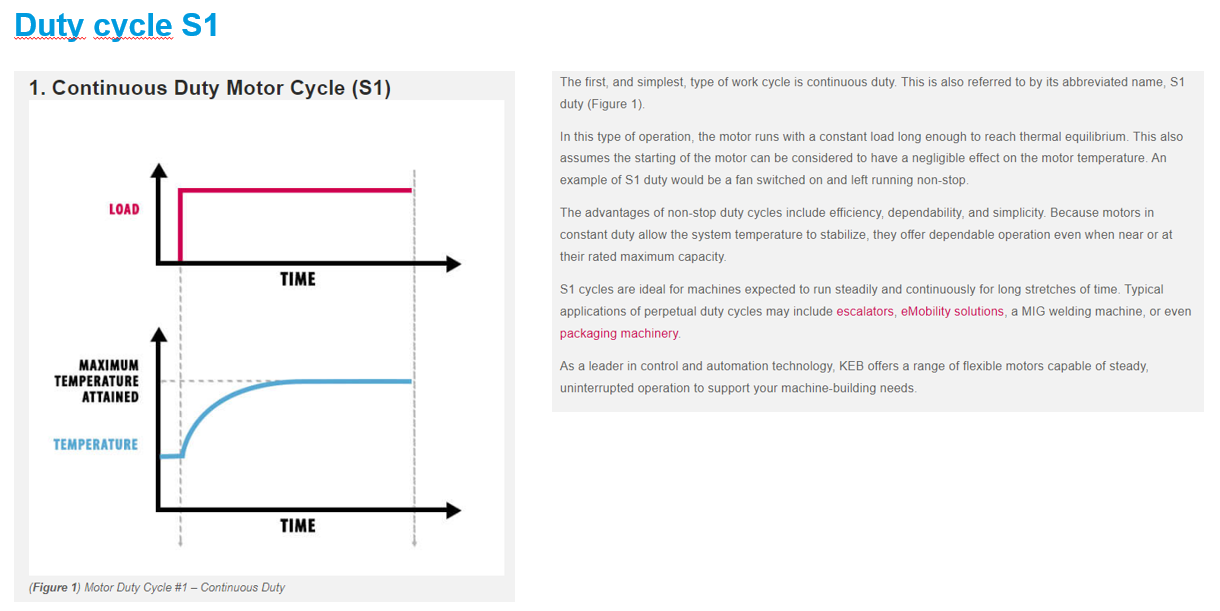 Duty cycle S1
1. Continuous Duty Motor Cycle (S1)
LOAD
TIME
MAXIMUM
TEMPERATURE
ATTAINED
TEMPERATURE
TIME
(Figure 1) Motor Duty Cycle #1 – Continuous Duty
The first, and simplest, type of work cycle is continuous duty. This is also referred to by its abbreviated name, S1
duty (Figure 1).
In this type of operation, the motor runs with a constant load long enough to reach thermal equilibrium. This also
assumes the starting of the motor can be considered to have a negligible effect on the motor temperature. An
example of S1 duty would be a fan switched on and left running non-stop.
The advantages of non-stop duty cycles include efficiency, dependability, and simplicity. Because motors in
constant duty allow the system temperature to stabilize, they offer dependable operation even when near or at
their rated maximum capacity.
S1 cycles are ideal for machines expected to run steadily and continuously for long stretches of time. Typical
applications of perpetual duty cycles may include escalators, eMobility solutions, a MIG welding machine, or even
packaging machinery.
As a leader in control and automation technology, KEB offers a range of flexible motors capable of steady,
uninterrupted operation to support your machine-building needs.